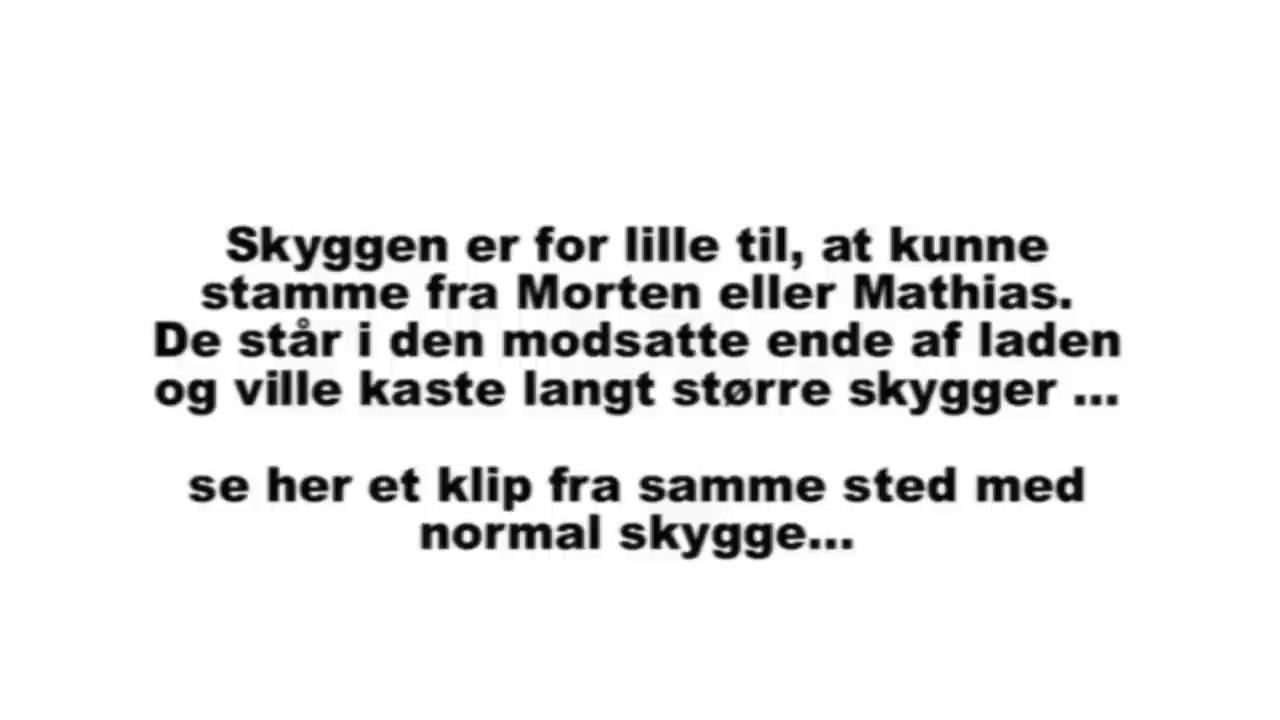 Skyggen er for lille til, at kunne
stamme fra Morten eller Mathias.
De står i den modsatte ende af laden
og ville kaste langt større skygger ...
se her et klip fra samme sted med
normal skygge...